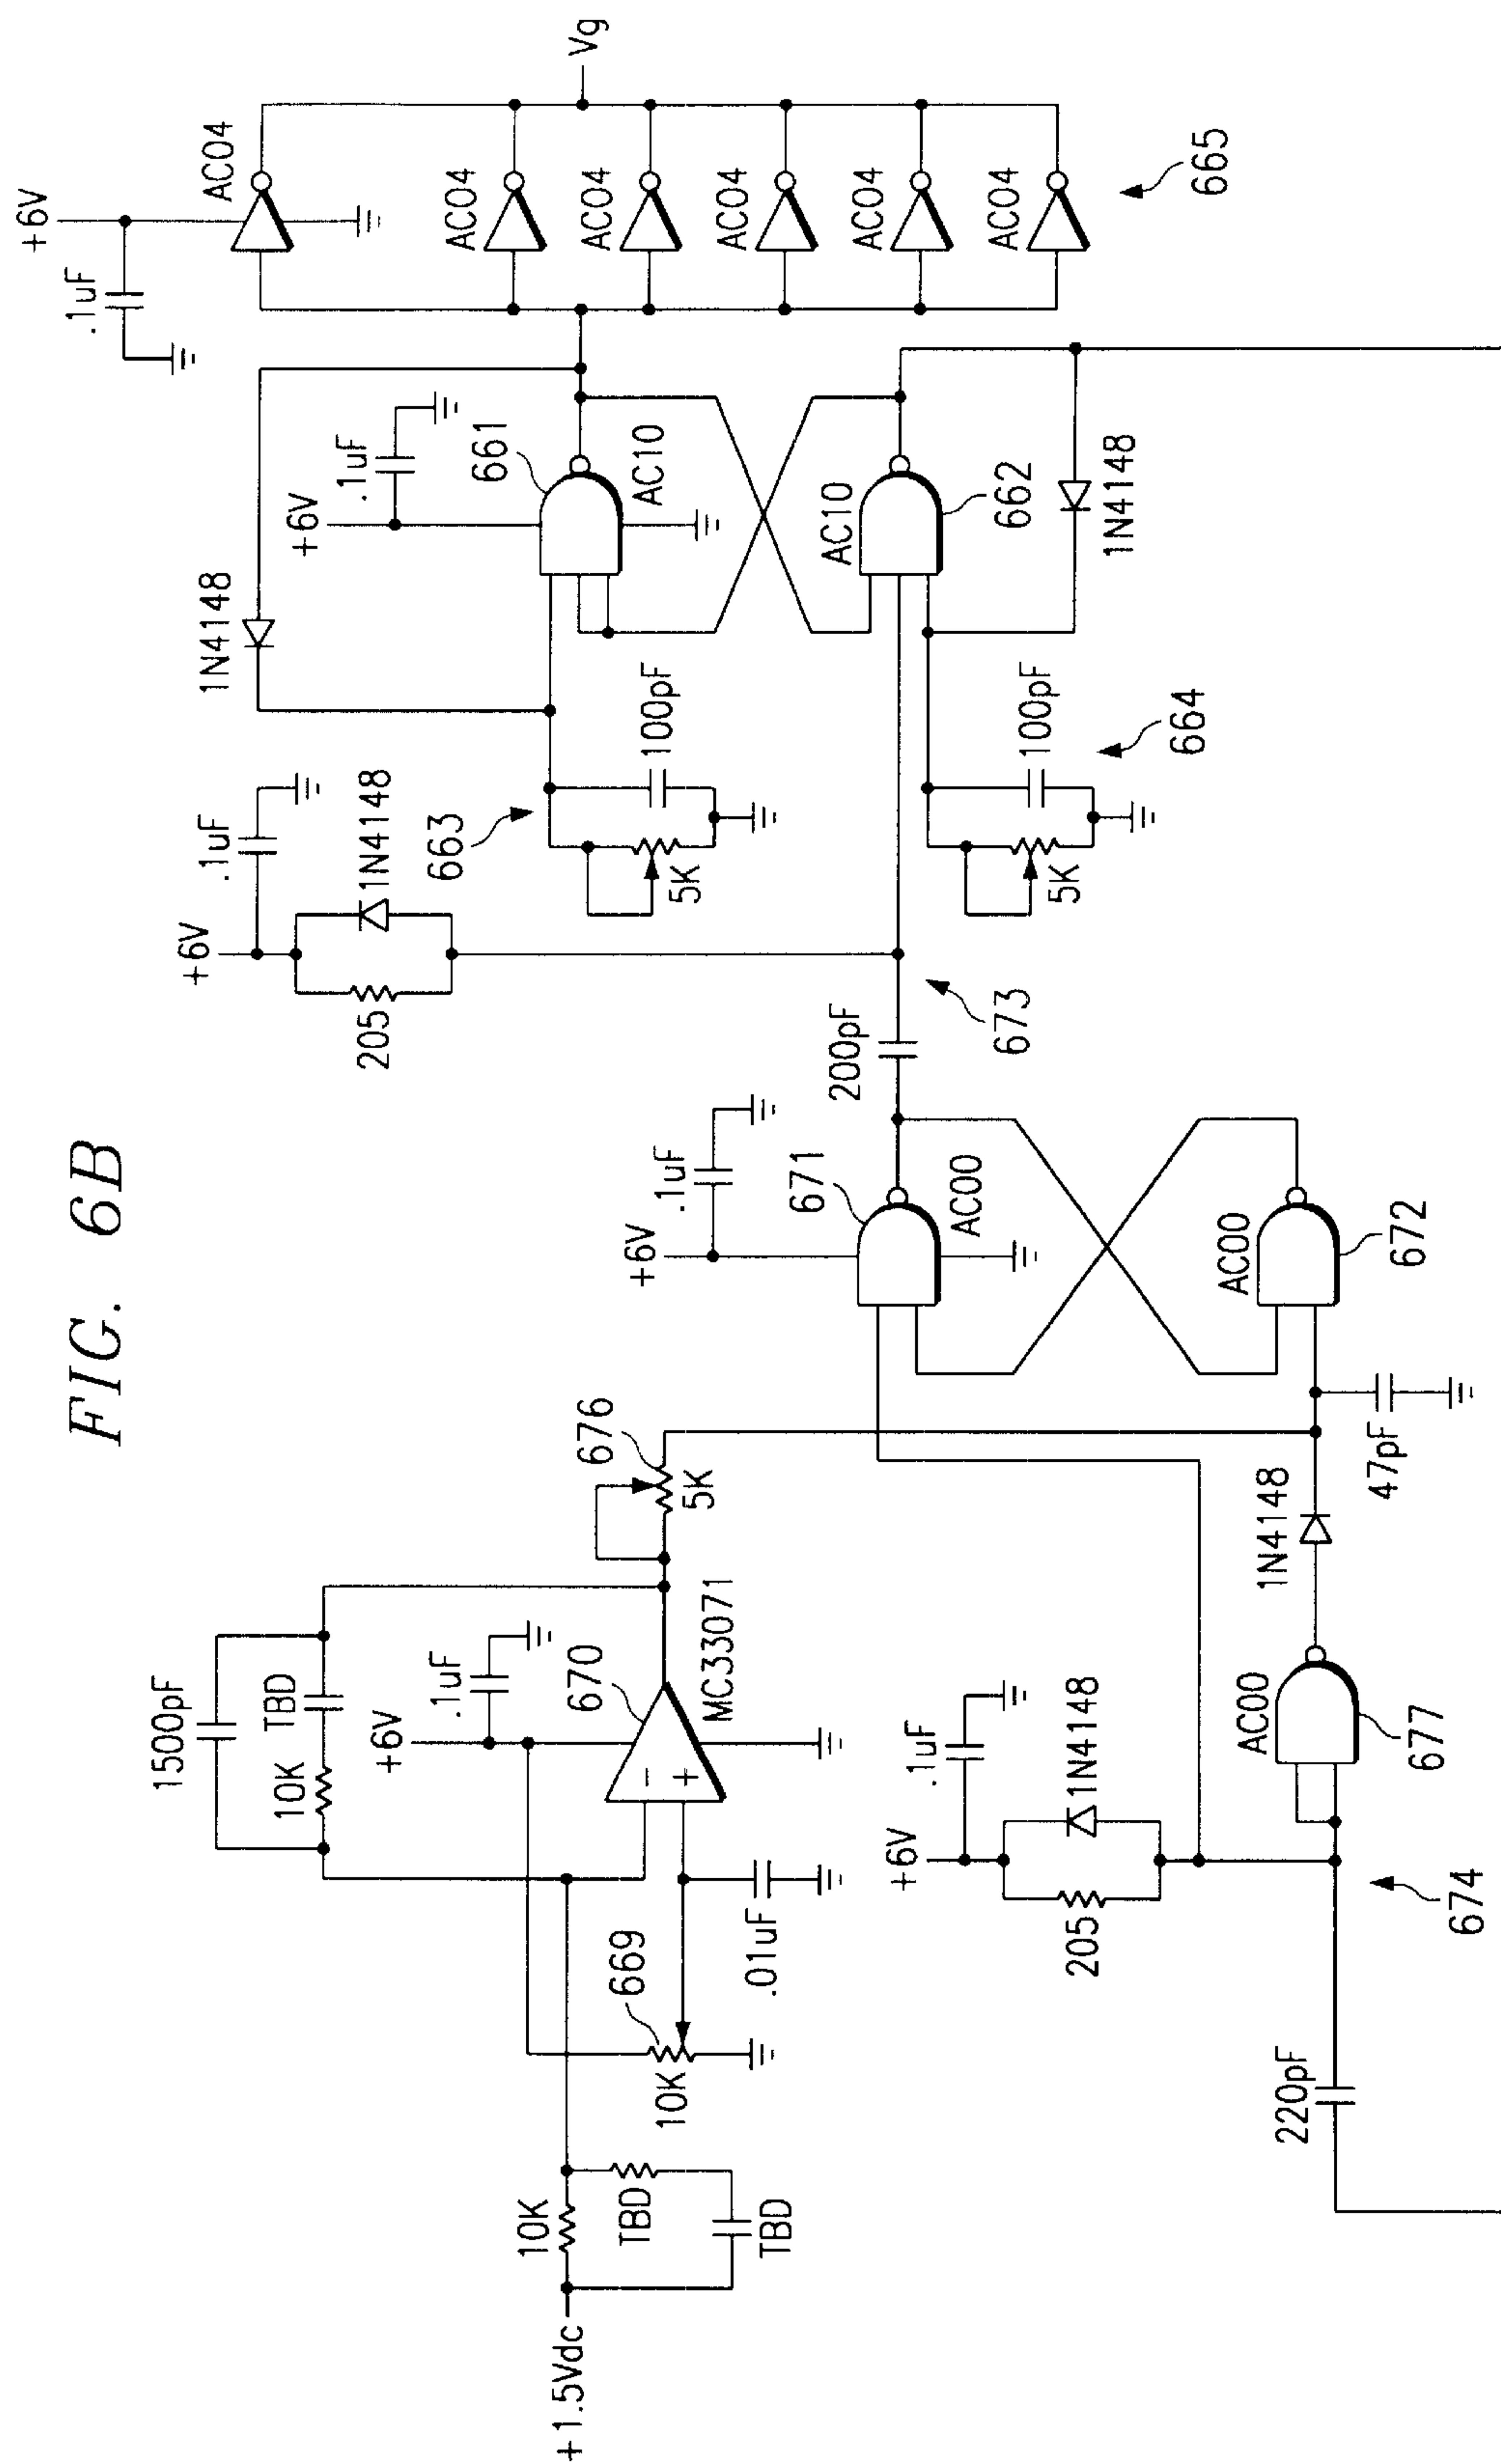 FIG. 6B
+6V
.1uF
AC04
Vg
AC04
AC04
AC04
AC04
AC04
665
1N4148
+6V
.1uF
661
AC10
AC10
662
1N4148
+6V
.1uF
205
1N4148
663
5K
100pF
664
5K
100pF
673
200pF
+6V
.1uF
671
AC00
AC00
672
676
5K
1500pF
TBD
10K
+6V
.1uF
670
MC33071
−
+
669
10K
.01uF
10K
TBD
TBD
+1.5Vdc
+6V
.1uF
205
1N4148
1N4148
47pF
AC00
677
674
220pF